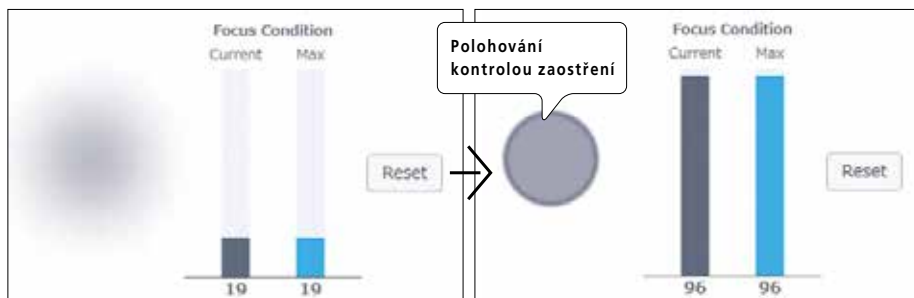 Focus Condition
Current Max
Reset
19 19
Polohování
kontrolou zaostření
Focus Condition
Current Max
Reset
96 96